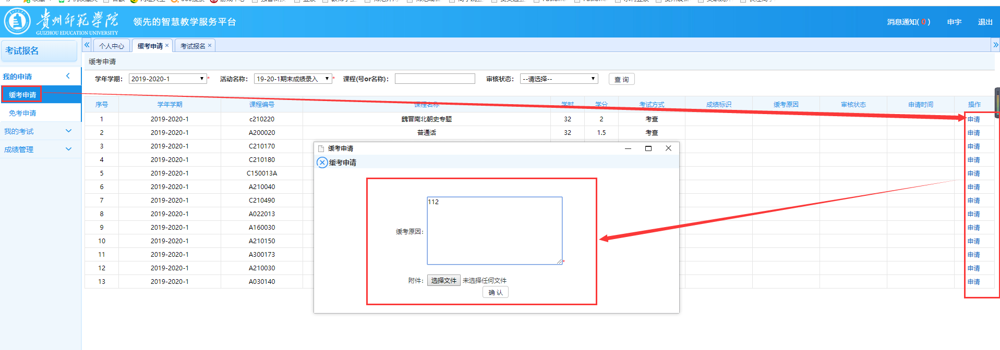 貴州師範學院
GUIZHOU EDUCATION UNIVERSITY
领先的智慧教学服务平台
消息通知( 0 ) 申宇 退出
考试报名
个人中心 缓考申请 × 考试报名 ×
缓考申请
我的申请
缓考申请
免考申请
我的考试
成绩管理
学年学期: 2019-2020-1 * 活动名称: 19-20-1期末成绩录入 * 课程(号or名称): 审核状态: --请选择-- 查 询
序号 学年学期 课程编号 课程名称 学时 学分 考试方式 成绩标识 缓考原因 审核状态 申请时间 操作
1 2019-2020-1 c210220 魏晋南北朝史专题 32 2 考查 申请
2 2019-2020-1 A200020 普通话 32 1.5 考查 申请
3 2019-2020-1 C210170 申请
4 2019-2020-1 C210180 申请
5 2019-2020-1 C150013A 申请
6 2019-2020-1 A210040 申请
7 2019-2020-1 C210490 申请
8 2019-2020-1 A022013 申请
9 2019-2020-1 A160030 申请
10 2019-2020-1 A210150 申请
11 2019-2020-1 A300173 申请
12 2019-2020-1 A210030 申请
13 2019-2020-1 A030140 申请
缓考申请
缓考申请
缓考原因: 112 *
附件: 选择文件 未选择任何文件
确 认